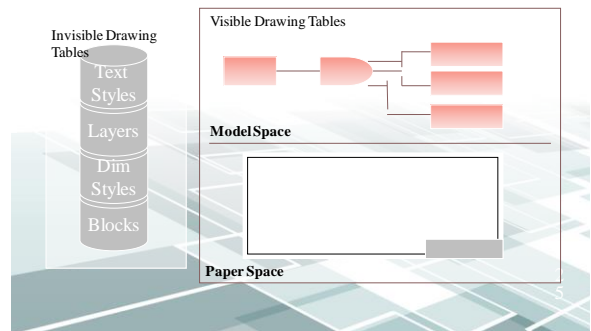 Invisible Drawing
Tables
Text
Styles
Layers
Dim
Styles
Blocks
Visible Drawing Tables
Model Space
Paper Space
5